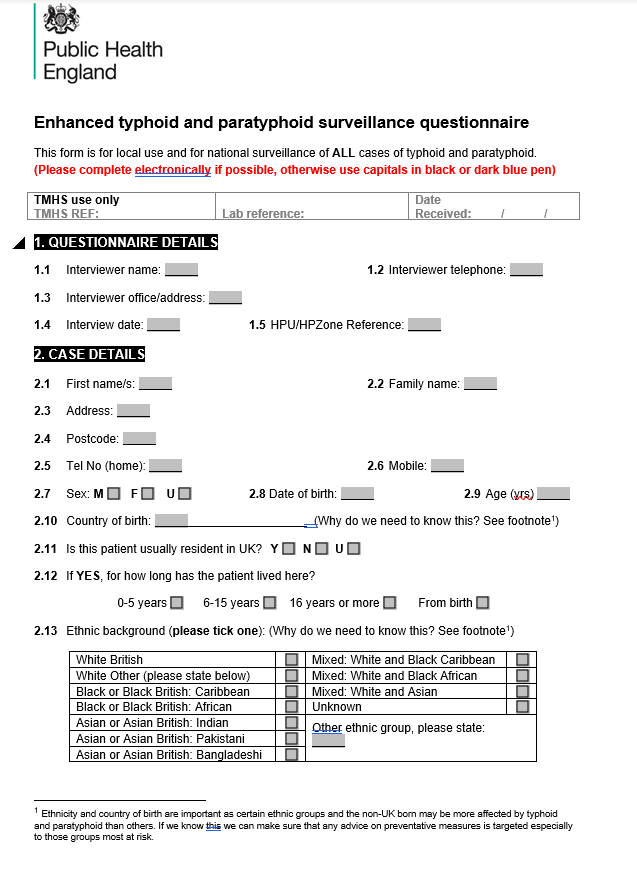 Public Health
England
Enhanced typhoid and paratyphoid surveillance questionnaire
This form is for local use and for national surveillance of ALL cases of typhoid and paratyphoid.
(Please complete electronically if possible, otherwise use capitals in black or dark blue pen)
TMHS use only
TMHS REF: Lab reference: Date
Received: / /
1. QUESTIONNAIRE DETAILS
1.1 Interviewer name: 1.2 Interviewer telephone:
1.3 Interviewer office/address:
1.4 Interview date: 1.5 HPU/HPZone Reference:
2. CASE DETAILS
2.1 First name/s: 2.2 Family name:
2.3 Address:
2.4 Postcode:
2.5 Tel No (home): 2.6 Mobile:
2.7 Sex: M F U 2.8 Date of birth: 2.9 Age (yrs)
2.10 Country of birth: (Why do we need to know this? See footnote¹)
2.11 Is this patient usually resident in UK? Y N U
2.12 If YES, for how long has the patient lived here?
0-5 years 6-15 years 16 years or more From birth
2.13 Ethnic background (please tick one): (Why do we need to know this? See footnote¹)
White British Mixed: White and Black Caribbean
White Other (please state below) Mixed: White and Black African
Black or Black British: Caribbean Mixed: White and Asian
Black or Black British: African Unknown
Asian or Asian British: Indian Other ethnic group, please state:
Asian or Asian British: Pakistani
Asian or Asian British: Bangladeshi
¹ Ethnicity and country of birth are important as certain ethnic groups and the non-UK born may be more affected by typhoid
and paratyphoid than others. If we know this we can make sure that any advice on preventative measures is targeted especially
to those groups most at risk.